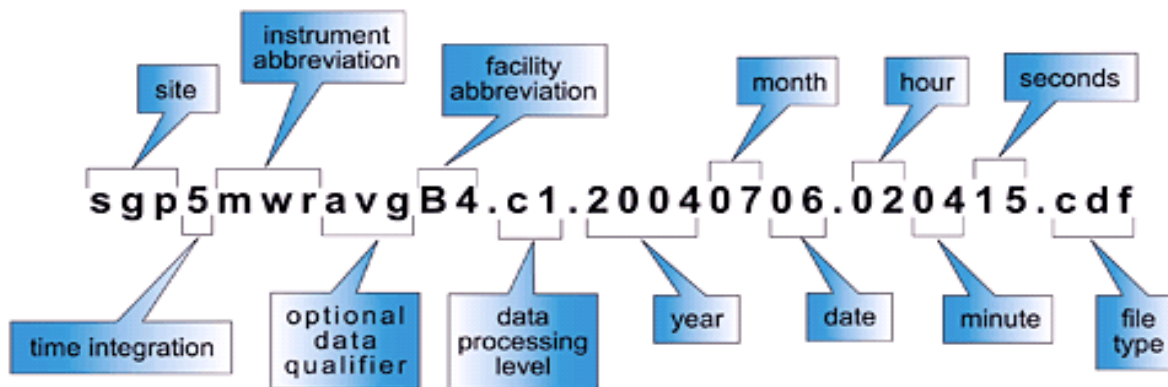 instrument
abbreviation
site
facility
abbreviation
month
hour
seconds
sgp5mwravgB4.c1.20040706.020415.cdf
time integration
optional
data
qualifier
data
processing
level
year
date
minute
file
type